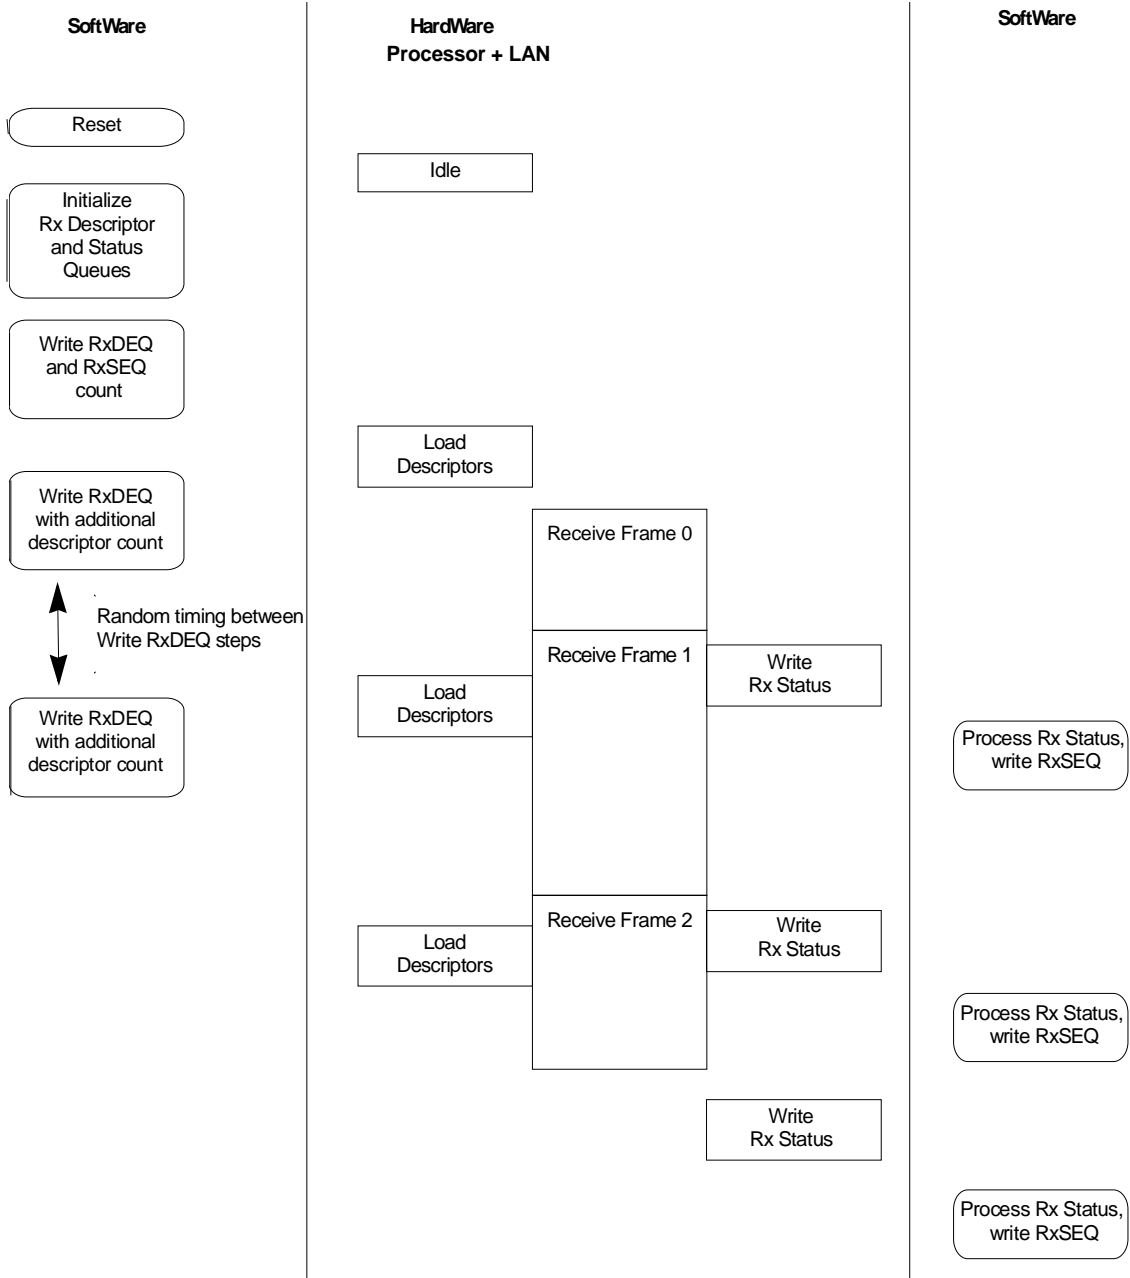 SoftWare
HardWare
Processor + LAN
SoftWare
Reset
Idle
Initialize
Rx Descriptor
and Status
Queues
Write RxDEQ
and RxSEQ
count
Load
Descriptors
Write RxDEQ
with additional
descriptor count
Receive Frame 0
Random timing between
Write RxDEQ steps
Receive Frame 1
Write
Rx Status
Load
Descriptors
Write RxDEQ
with additional
descriptor count
Process Rx Status,
write RxSEQ
Receive Frame 2
Write
Rx Status
Load
Descriptors
Process Rx Status,
write RxSEQ
Write
Rx Status
Process Rx Status,
write RxSEQ